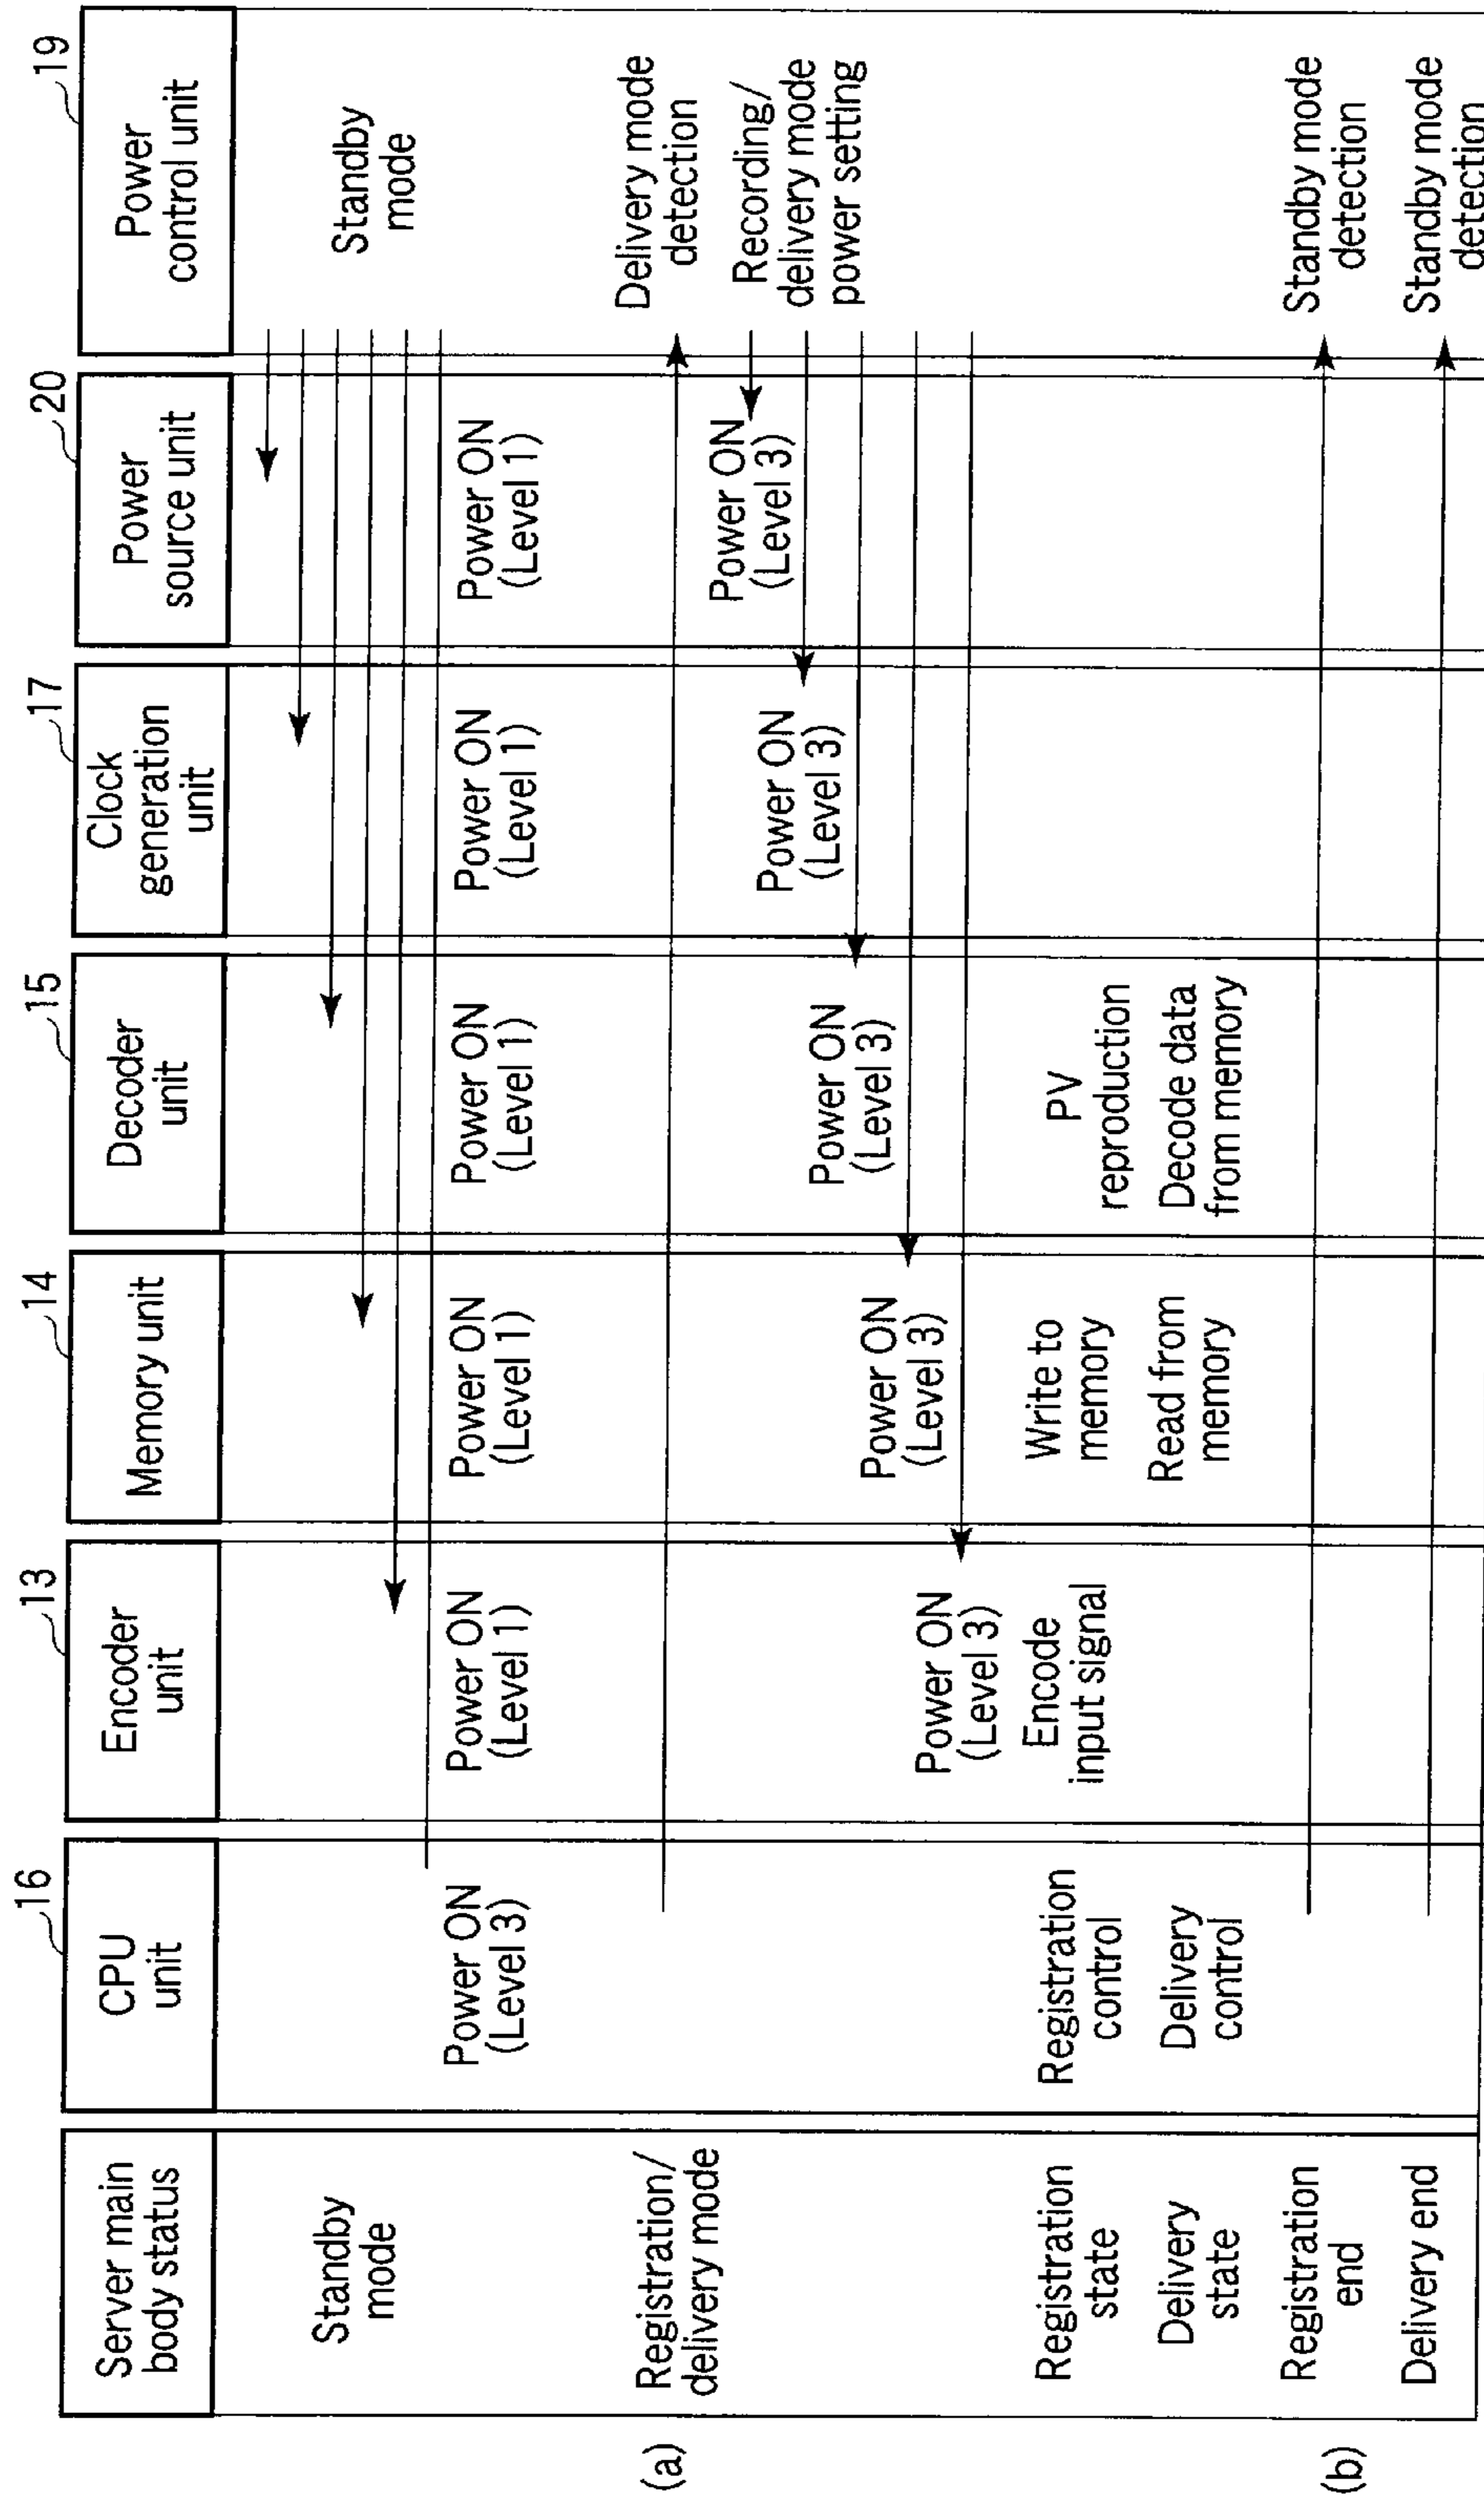 Server main
body status
16
CPU
unit
13
Encoder
unit
14
Memory unit
15
Decoder
unit
17
Clock
generation
unit
20
Power
source unit
19
Power
control unit
Standby
mode
Standby
mode
Power ON
(Level 3)
Power ON
(Level 1)
Power ON
(Level 1)
Power ON
(Level 1)
Power ON
(Level 1)
Power ON
(Level 1)
(a)
Registration/
delivery mode
Delivery mode
detection
Recording/
delivery mode
power setting
Power ON
(Level 3)
Power ON
(Level 3)
Power ON
(Level 3)
Power ON
(Level 3)
Power ON
(Level 3)
Registration
state
Registration
control
Encode
input signal
Write to
memory
PV
reproduction
Delivery
state
Delivery
control
Read from
memory
Decode data
from memory
(b)
Registration
end
Standby mode
detection
Delivery end
Standby mode
detection